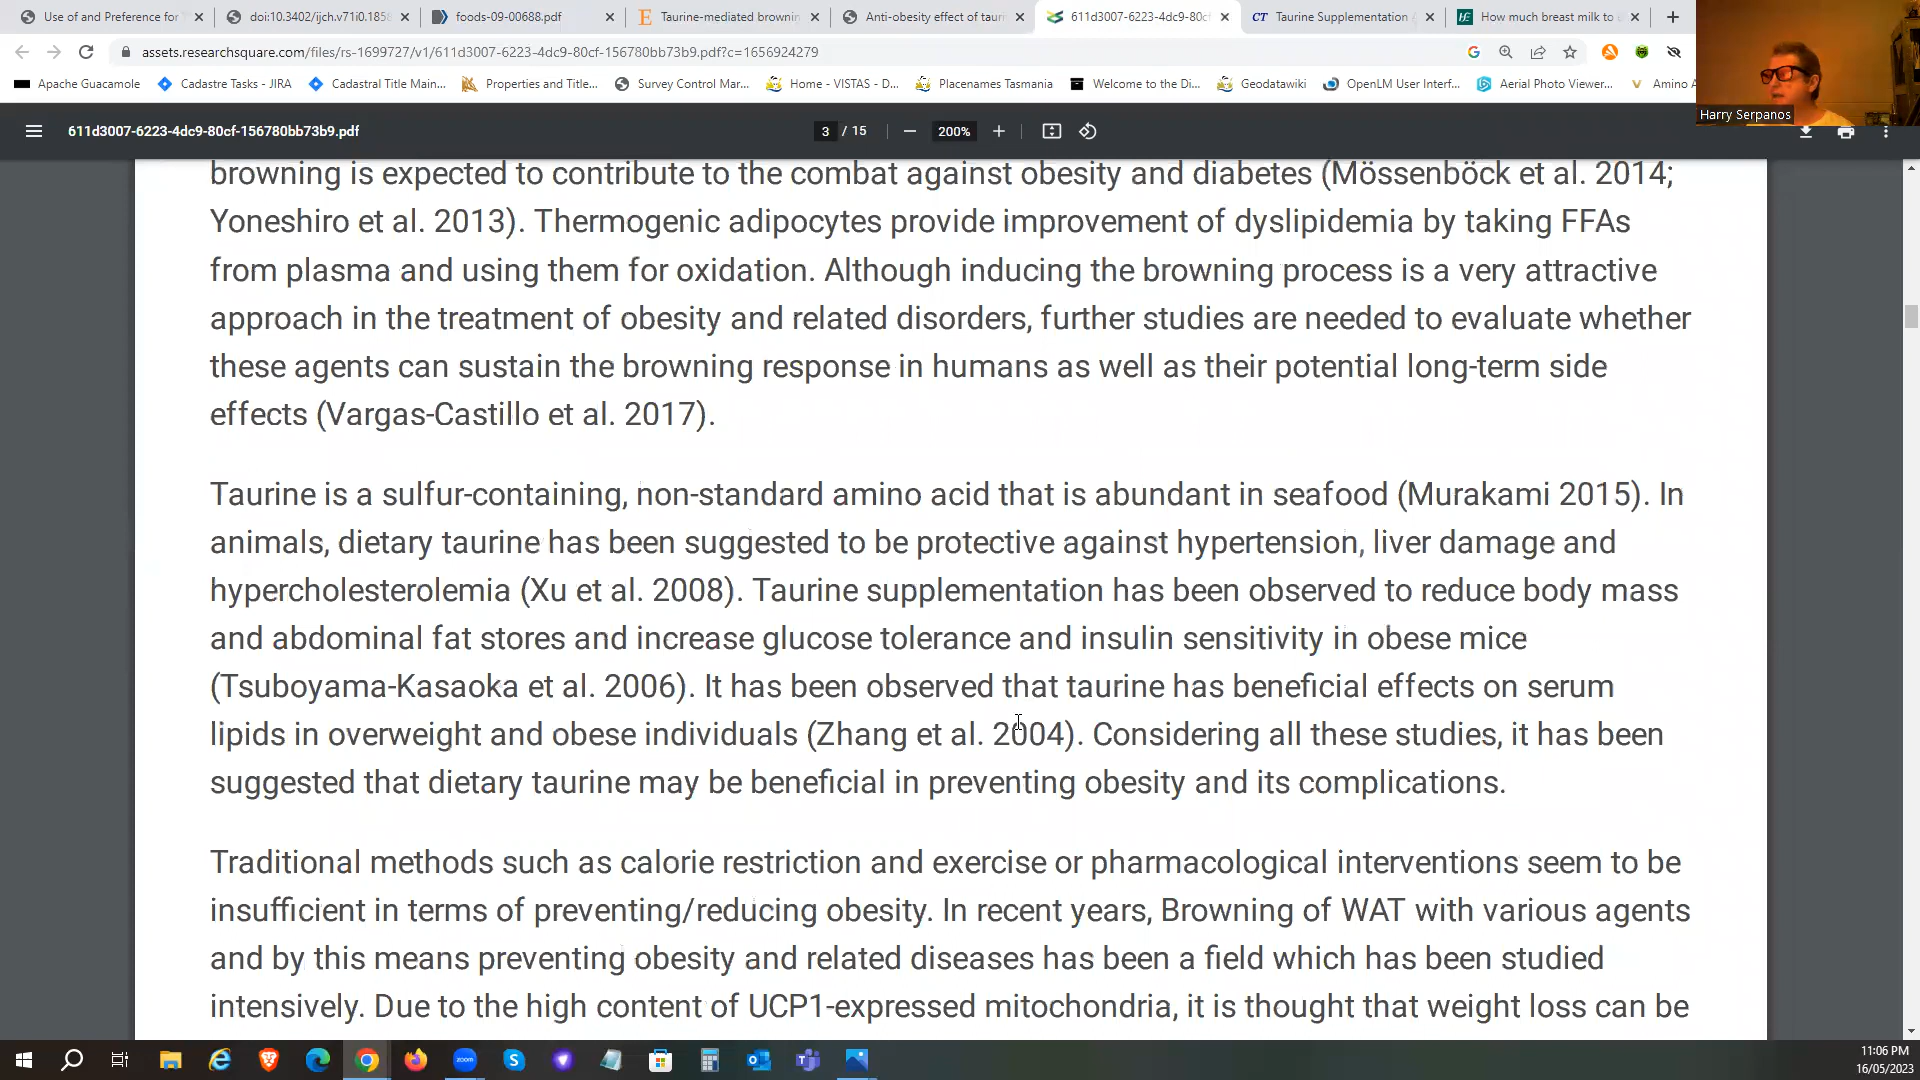 Use of and Preference for
doi:10.3402/ijch.v71i0.185
foods-09-00688.pdf
Taurine-mediated brownin
Anti-obesity effect of taur
611d3007-6223-4dc9-80cf
CT Taurine Supplementation
How much breast milk to
assets.researchsquare.com/files/rs-1699727/v1/611d3007-6223-4dc9-80cf-156780bb73b9.pdf?c=1656924279
Apache Guacamole
Cadastre Tasks - JIRA
Cadastral Title Main...
Properties and Title...
Survey Control Mar...
Home - VISTAS - D...
Placenames Tasmania
Welcome to the Di...
Geodatawiki
OpenLM User Interf...
Aerial Photo Viewer...
Amino
Harry Serpanos
611d3007-6223-4dc9-80cf-156780bb73b9.pdf
3 / 15
200%
browning is expected to contribute to the combat against obesity and diabetes (Mössenböck et al. 2014;
Yoneshiro et al. 2013). Thermogenic adipocytes provide improvement of dyslipidemia by taking FFAs
from plasma and using them for oxidation. Although inducing the browning process is a very attractive
approach in the treatment of obesity and related disorders, further studies are needed to evaluate whether
these agents can sustain the browning response in humans as well as their potential long-term side
effects (Vargas-Castillo et al. 2017).
Taurine is a sulfur-containing, non-standard amino acid that is abundant in seafood (Murakami 2015). In
animals, dietary taurine has been suggested to be protective against hypertension, liver damage and
hypercholesterolemia (Xu et al. 2008). Taurine supplementation has been observed to reduce body mass
and abdominal fat stores and increase glucose tolerance and insulin sensitivity in obese mice
(Tsuboyama-Kasaoka et al. 2006). It has been observed that taurine has beneficial effects on serum
lipids in overweight and obese individuals (Zhang et al. 2004). Considering all these studies, it has been
suggested that dietary taurine may be beneficial in preventing obesity and its complications.
Traditional methods such as calorie restriction and exercise or pharmacological interventions seem to be
insufficient in terms of preventing/reducing obesity. In recent years, Browning of WAT with various agents
and by this means preventing obesity and related diseases has been a field which has been studied
intensively. Due to the high content of UCP1-expressed mitochondria, it is thought that weight loss can be
11:06 PM
16/05/2023